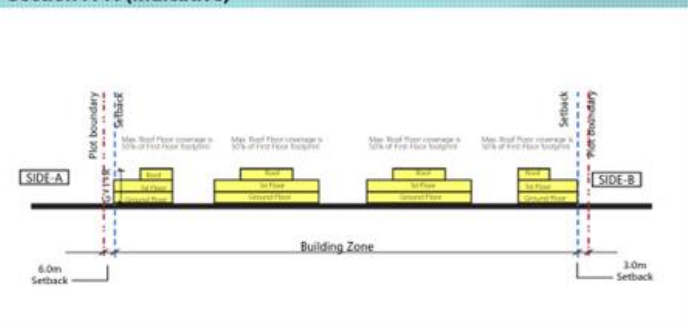 Plot boundary
Setback
Max. Roof Floor coverage is
50% of First Floor footprint
Max. Roof Floor coverage is
50% of First Floor footprint
Max. Roof Floor coverage is
50% of First Floor footprint
Max. Roof Floor coverage is
50% of First Floor footprint
Setback
Plot boundary
SIDE-A
Roof
1st Floor
Ground Floor
Roof
1st Floor
Ground Floor
Roof
1st Floor
Ground Floor
Roof
1st Floor
Ground Floor
SIDE-B
Building Zone
6.0m
Setback
3.0m
Setback